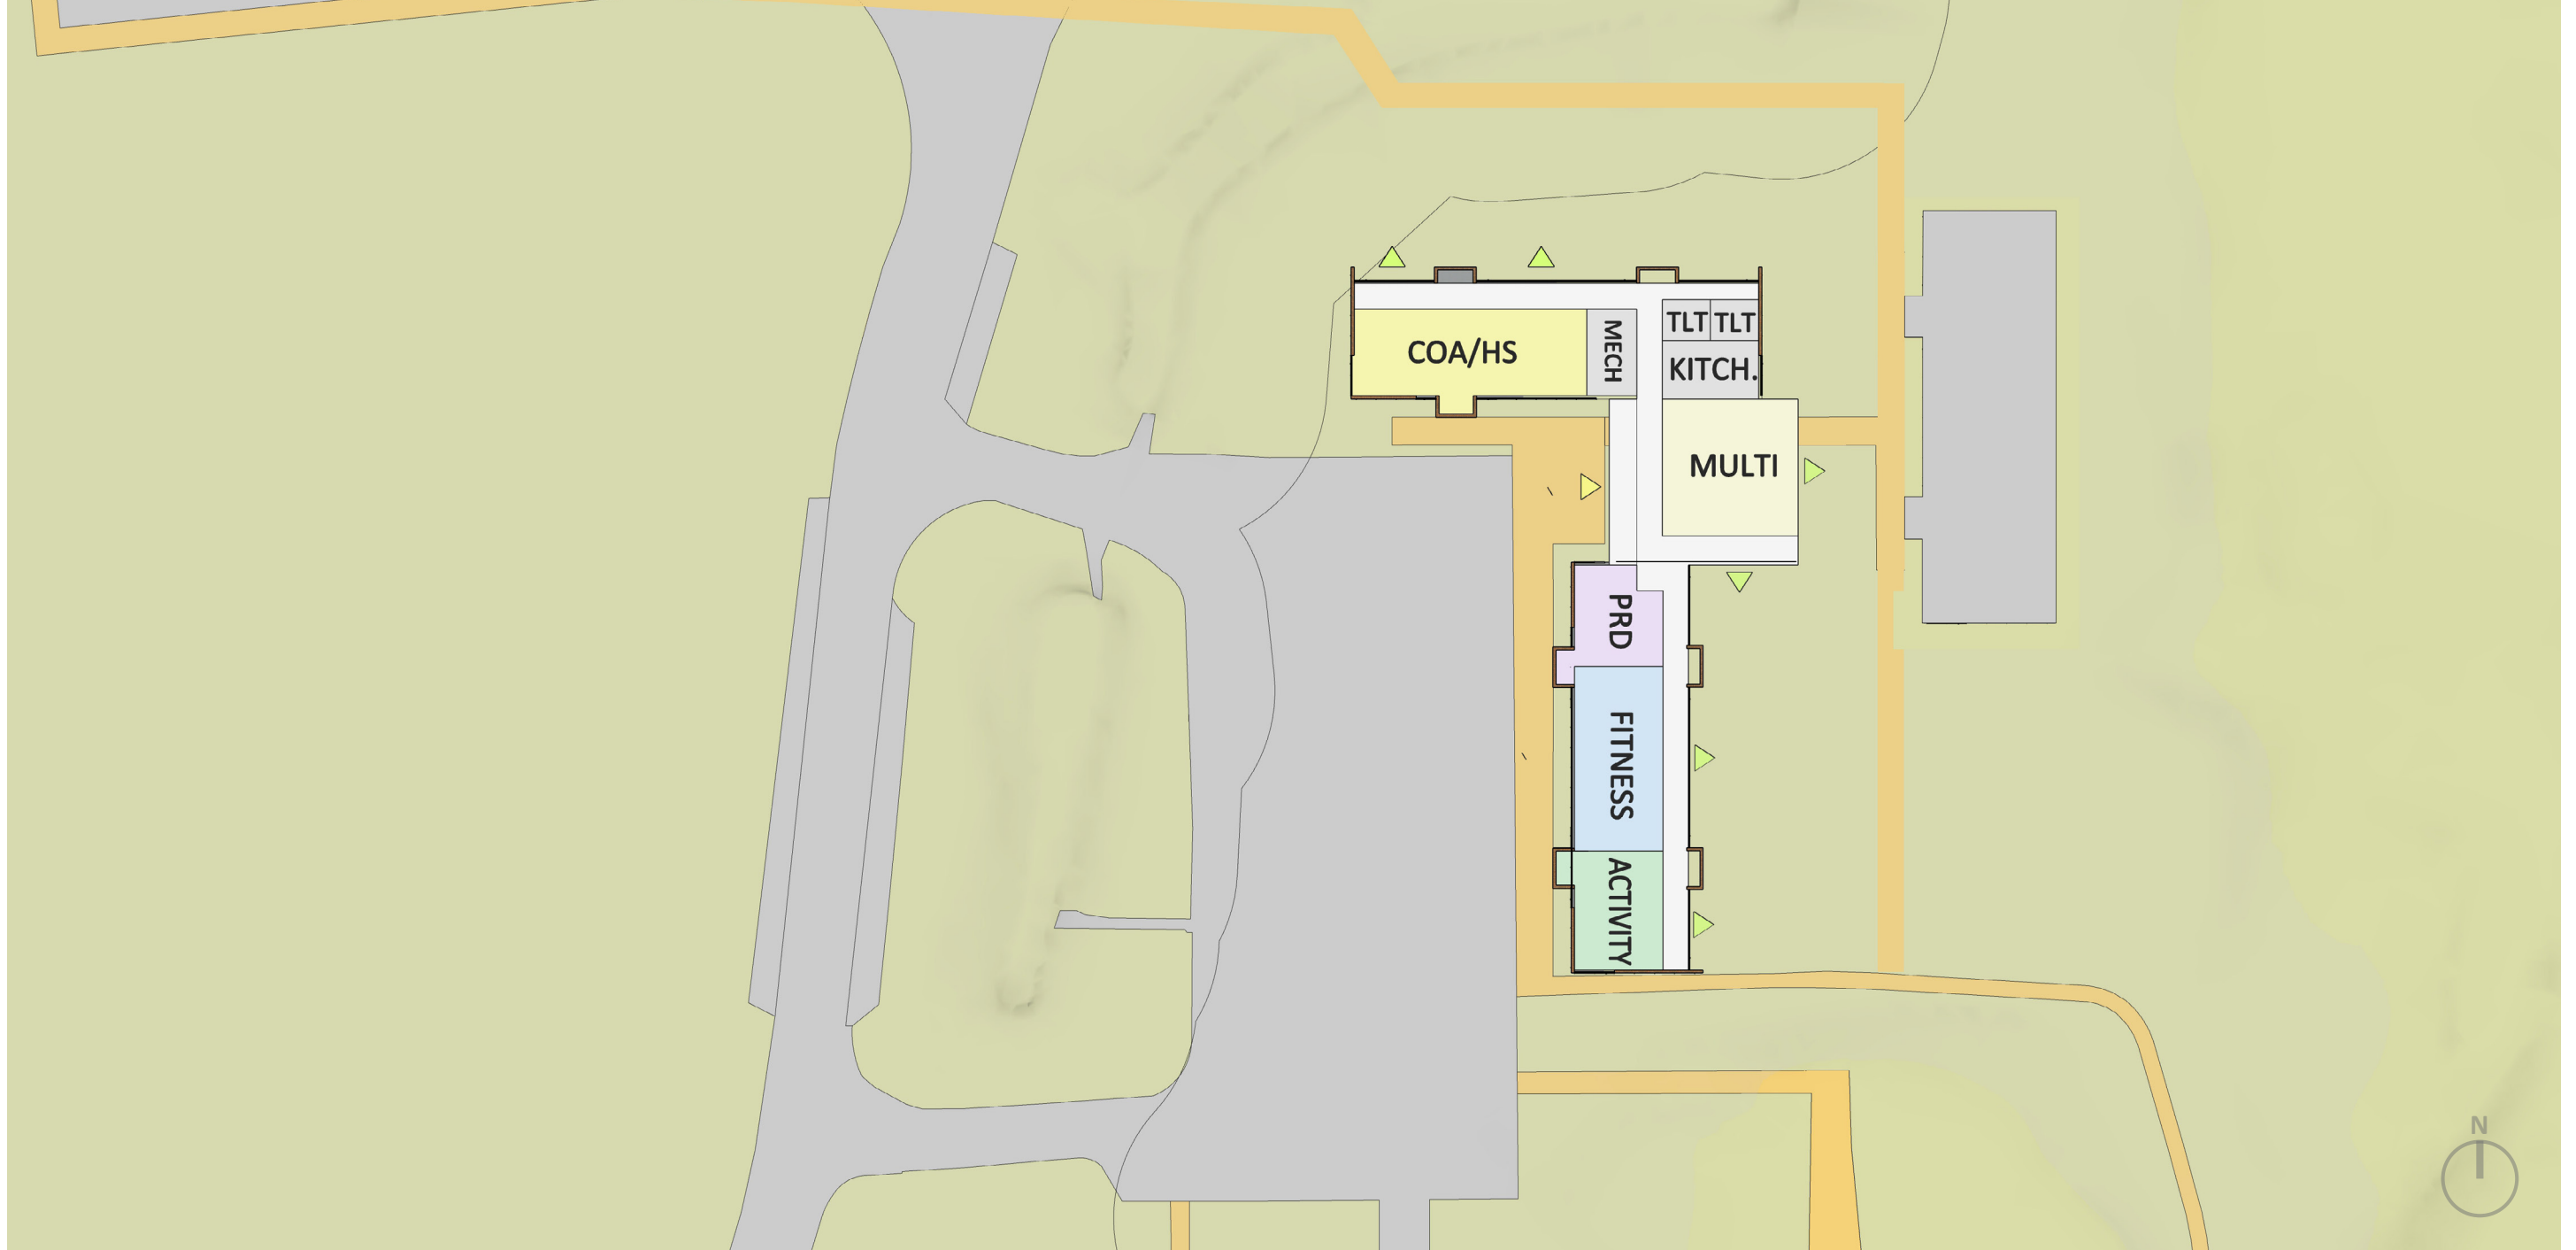 TLT TLT
COA/HS
MECH
KITCH.
MULTI
PRD
FITNESS
ACTIVITY
N